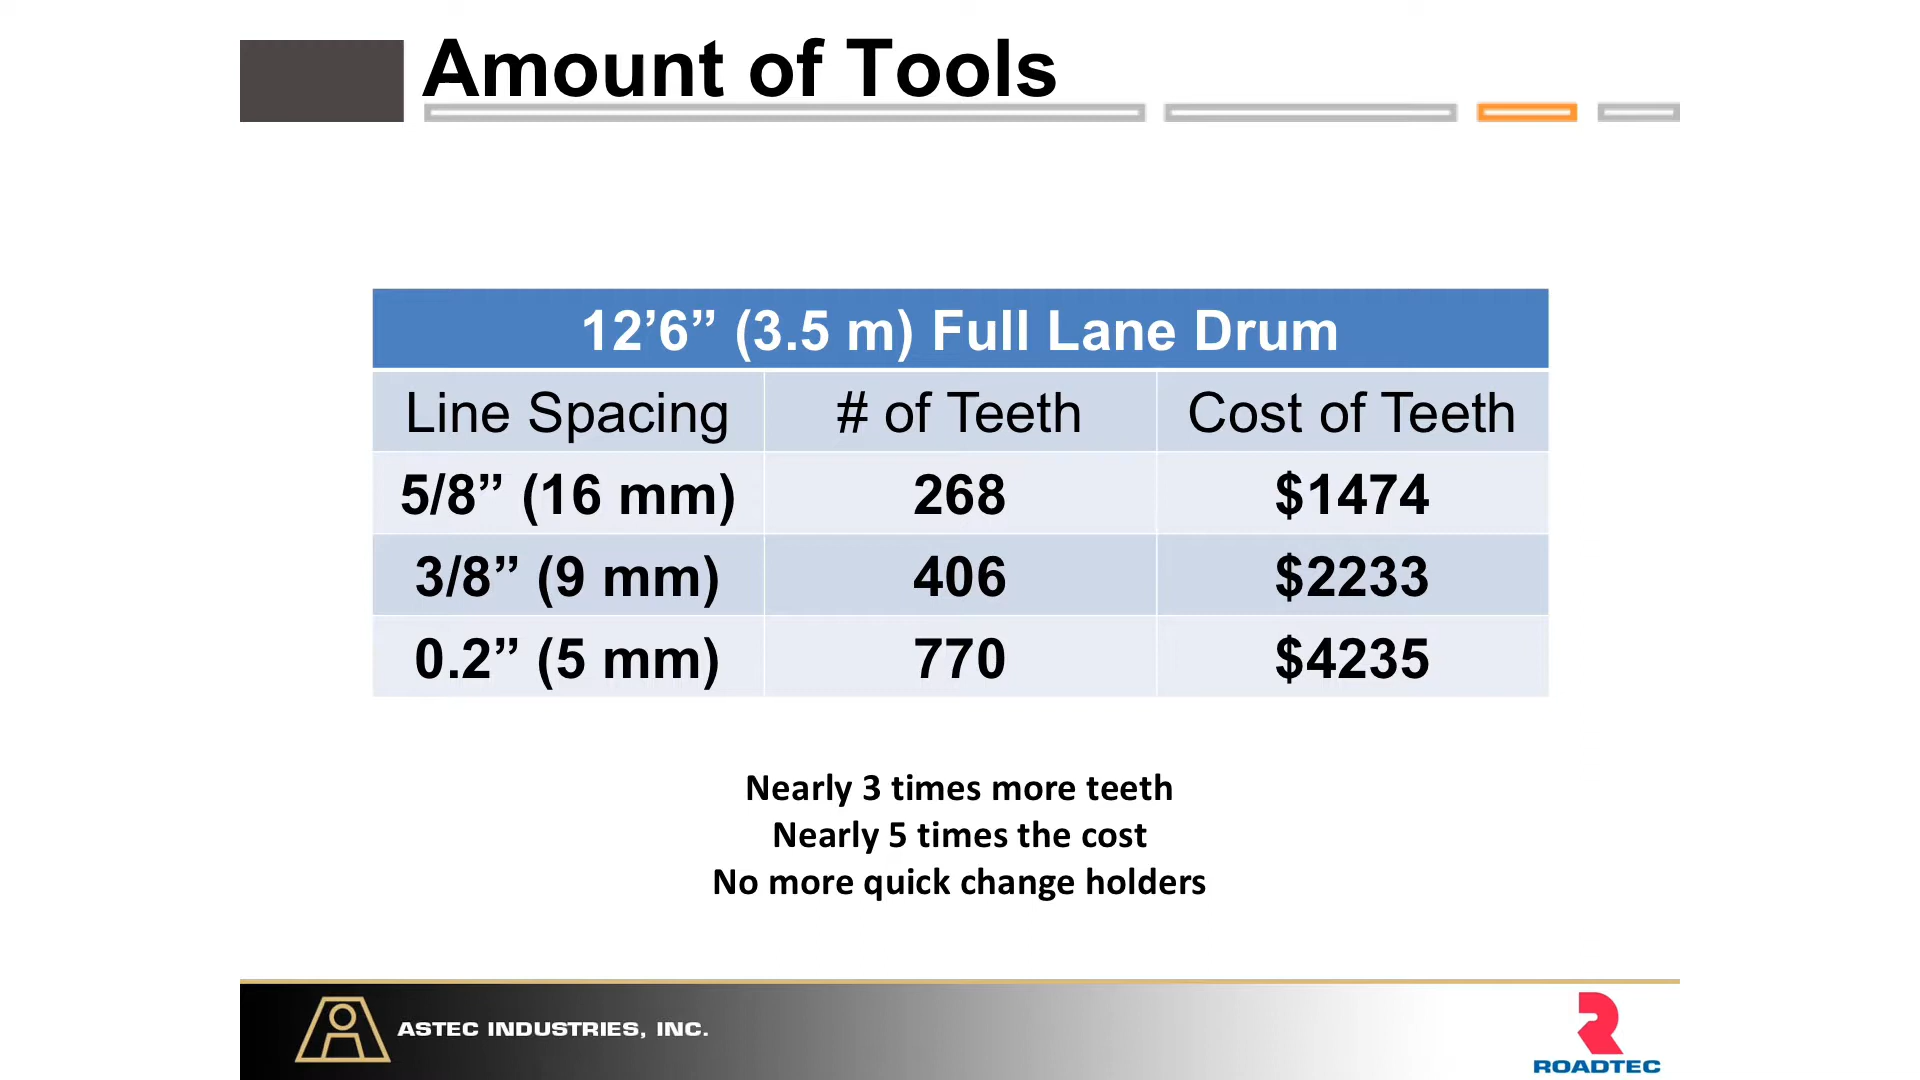 Amount of Tools
12’6” (3.5 m) Full Lane Drum
Line Spacing # of Teeth Cost of Teeth
5/8” (16 mm) 268 $1474
3/8” (9 mm) 406 $2233
0.2” (5 mm) 770 $4235
Nearly 3 times more teeth
Nearly 5 times the cost
No more quick change holders
ASTEC INDUSTRIES, INC.
ROADTEC